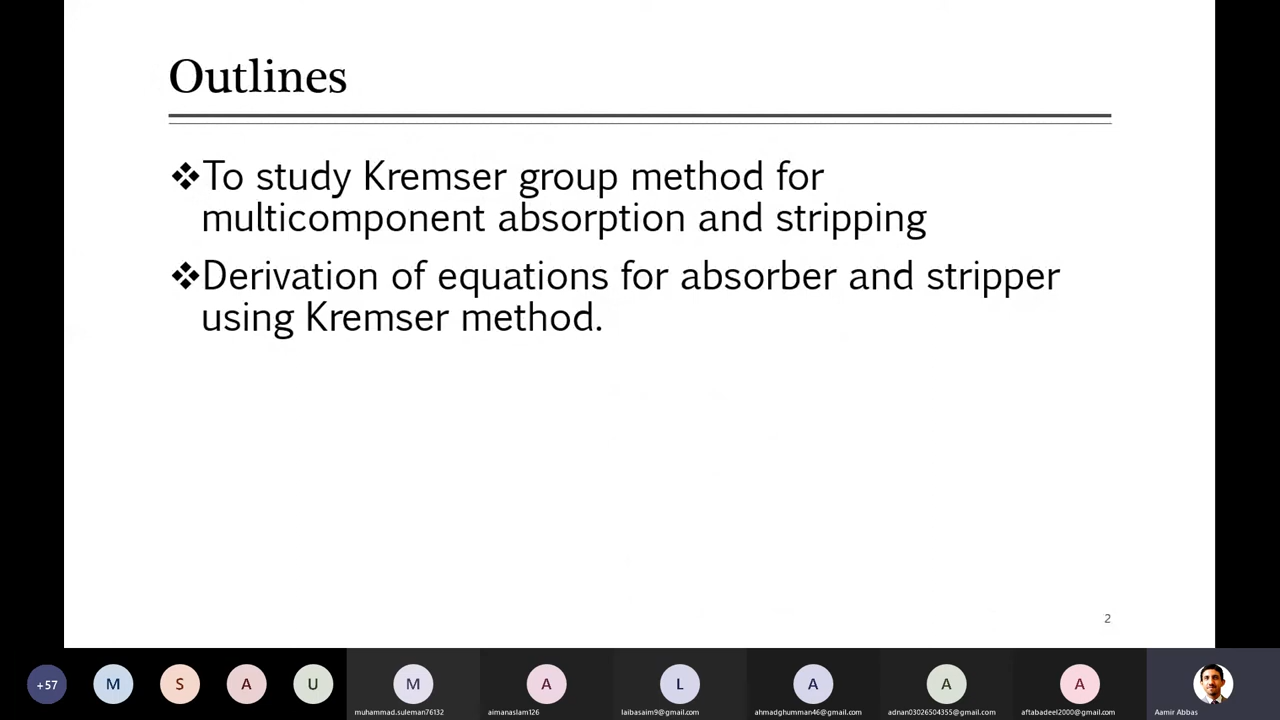 Outlines
❖To study Kremser group method for
multicomponent absorption and stripping
❖Derivation of equations for absorber and stripper
using Kremser method.
2
+57
M
S
A
U
M
A
L
A
A
A
muhammad.suleman76132
aimanaslam126
laibasaim9@gmail.com
ahmadghumman46@gmail.com
adnan03026504355@gmail.com
aftabadeel2000@gmail.com
Aamir Abbas